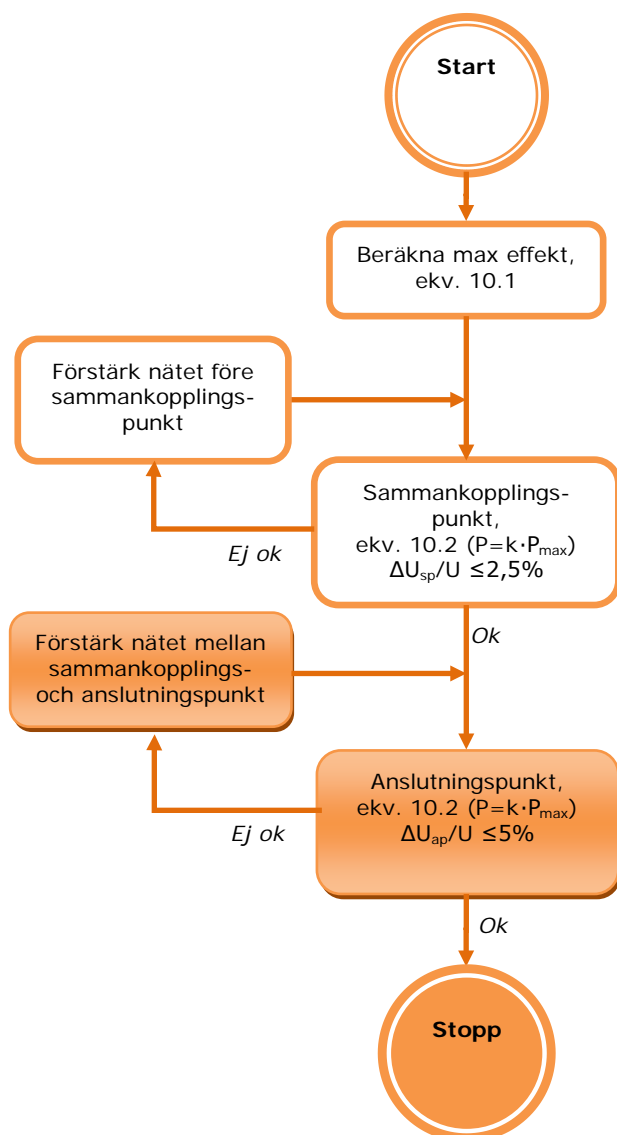 Start
Beräkna max effekt,
ekv. 10.1
Förstärk nätet före
sammankopplings-
punkt
Sammankopplings-
punkt,
ekv. 10.2 (P=k·Pmax)
ΔUsp/U ≤2,5%
Ej ok
Ok
Förstärk nätet mellan
sammankopplings-
och anslutningspunkt
Anslutningspunkt,
ekv. 10.2 (P=k·Pmax)
ΔUap/U ≤5%
Ej ok
Ok
Stopp